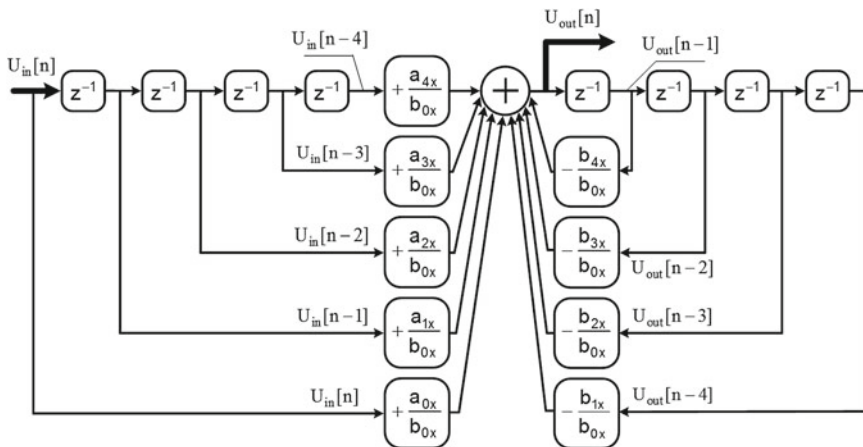 U_out[n]
U_in[n-4]
U_out[n-1]
U_in[n]
z⁻¹ z⁻¹ z⁻¹ z⁻¹ + a_4x/b_0x + z⁻¹ z⁻¹ z⁻¹ z⁻¹
U_in[n-3] + a_3x/b_0x - b_4x/b_0x
U_in[n-2] + a_2x/b_0x - b_3x/b_0x U_out[n-2]
U_in[n-1] + a_1x/b_0x - b_2x/b_0x U_out[n-3]
U_in[n] + a_0x/b_0x - b_1x/b_0x U_out[n-4]